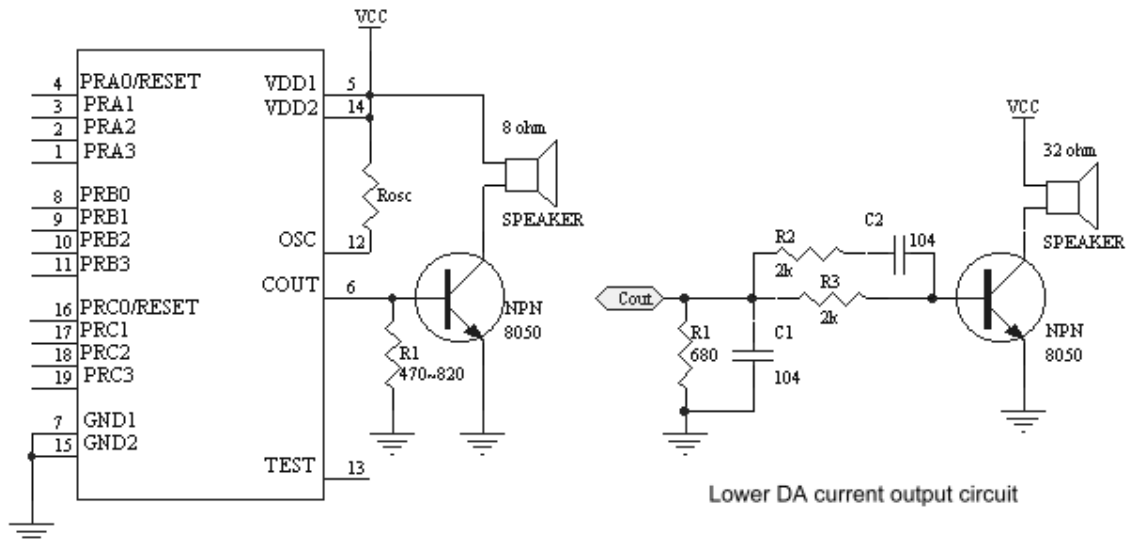 VCC
4 PRA0/RESET
3 PRA1
2 PRA2
1 PRA3
8 PRB0
9 PRB1
10 PRB2
11 PRB3
16 PRC0/RESET
17 PRC1
18 PRC2
19 PRC3
7 GND1
15 GND2
VDD1 5
VDD2 14
OSC 12
COUT 6
TEST 13
Rosc
8 ohm
SPEAKER
NPN
8050
R1
470~820
Cout
R1
680
C1
104
R2
2k
C2
104
R3
2k
VCC
32 ohm
SPEAKER
NPN
8050
Lower DA current output circuit